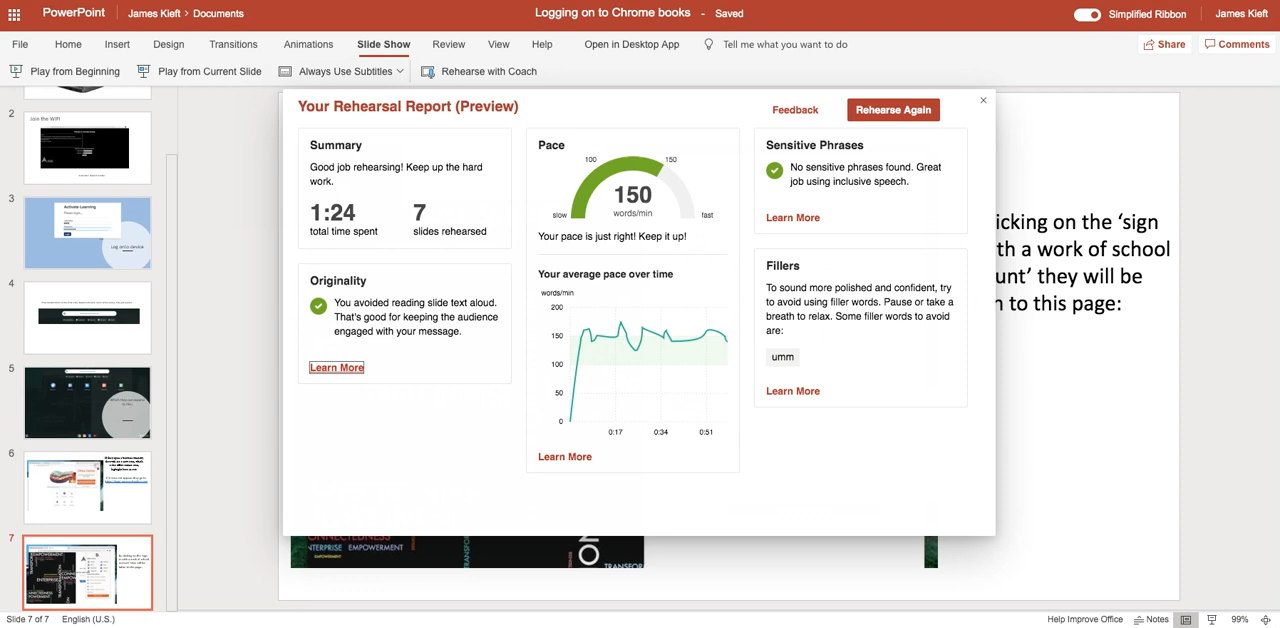 PowerPoint
James Kieft > Documents
Logging on to Chrome books - Saved
Simplified Ribbon
James Kieft
File
Home
Insert
Design
Transitions
Animations
Slide Show
Review
View
Help
Open in Desktop App
Tell me what you want to do
Share
Comments
Play from Beginning
Play from Current Slide
Always Use Subtitles
Rehearse with Coach
2
Join the WiFi
3
Activate Learning
Log onto device
4
5
6
7
Your Rehearsal Report (Preview)
Feedback
Rehearse Again
Summary
Good job rehearsing! Keep up the hard
work.
1:24
total time spent
7
slides rehearsed
Originality
You avoided reading slide text aloud.
That's good for keeping the audience
engaged with your message.
Learn More
Pace
100
150
150
words/min
slow
fast
Your pace is just right! Keep it up!
Your average pace over time
words/min
200
150
100
50
0
0:17
0:34
0:51
Learn More
Sensitive Phrases
No sensitive phrases found. Great
job using inclusive speech.
Learn More
Fillers
To sound more polished and confident, try
to avoid using filler words. Pause or take a
breath to relax. Some filler words to avoid
are:
umm
Learn More
icking on the ‘sign
th a work of school
unt’ they will be
n to this page:
CONNECTEDNESS
NTERPRISE EMPOWERMENT
EMPOWERMENT
TRANSFOR
Slide 7 of 7
English (U.S.)
Help Improve Office
Notes
99%